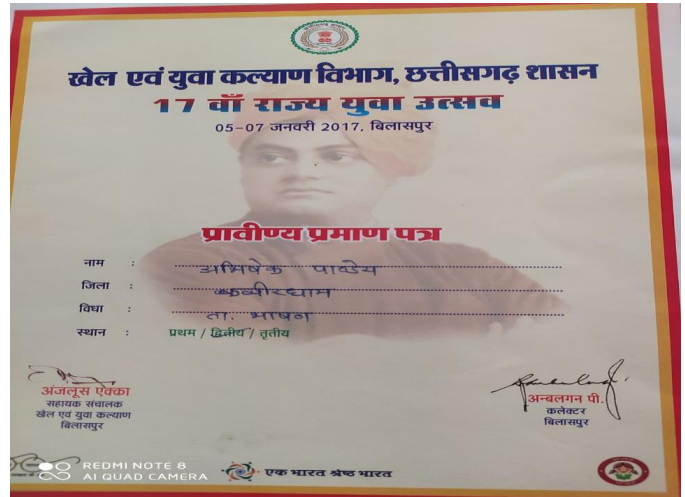 खेल एवं युवा कल्याण विभाग, छत्तीसगढ़ शासन
17 वाँ राज्य युवा उत्सव
05-07 जनवरी 2017, बिलासपुर
प्रावीण्य प्रमाण पत्र
नाम : अभिषेक पाण्डेय
जिला : कबीरधाम
विधा : ता. भाषण
स्थान : प्रथम / द्वितीय / तृतीय
अंजलूस एक्का
सहायक संचालक
खेल एवं युवा कल्याण
बिलासपुर
अन्बलगन पी.
कलेक्टर
बिलासपुर
REDMI NOTE 8
AI QUAD CAMERA
एक भारत श्रेष्ठ भारत